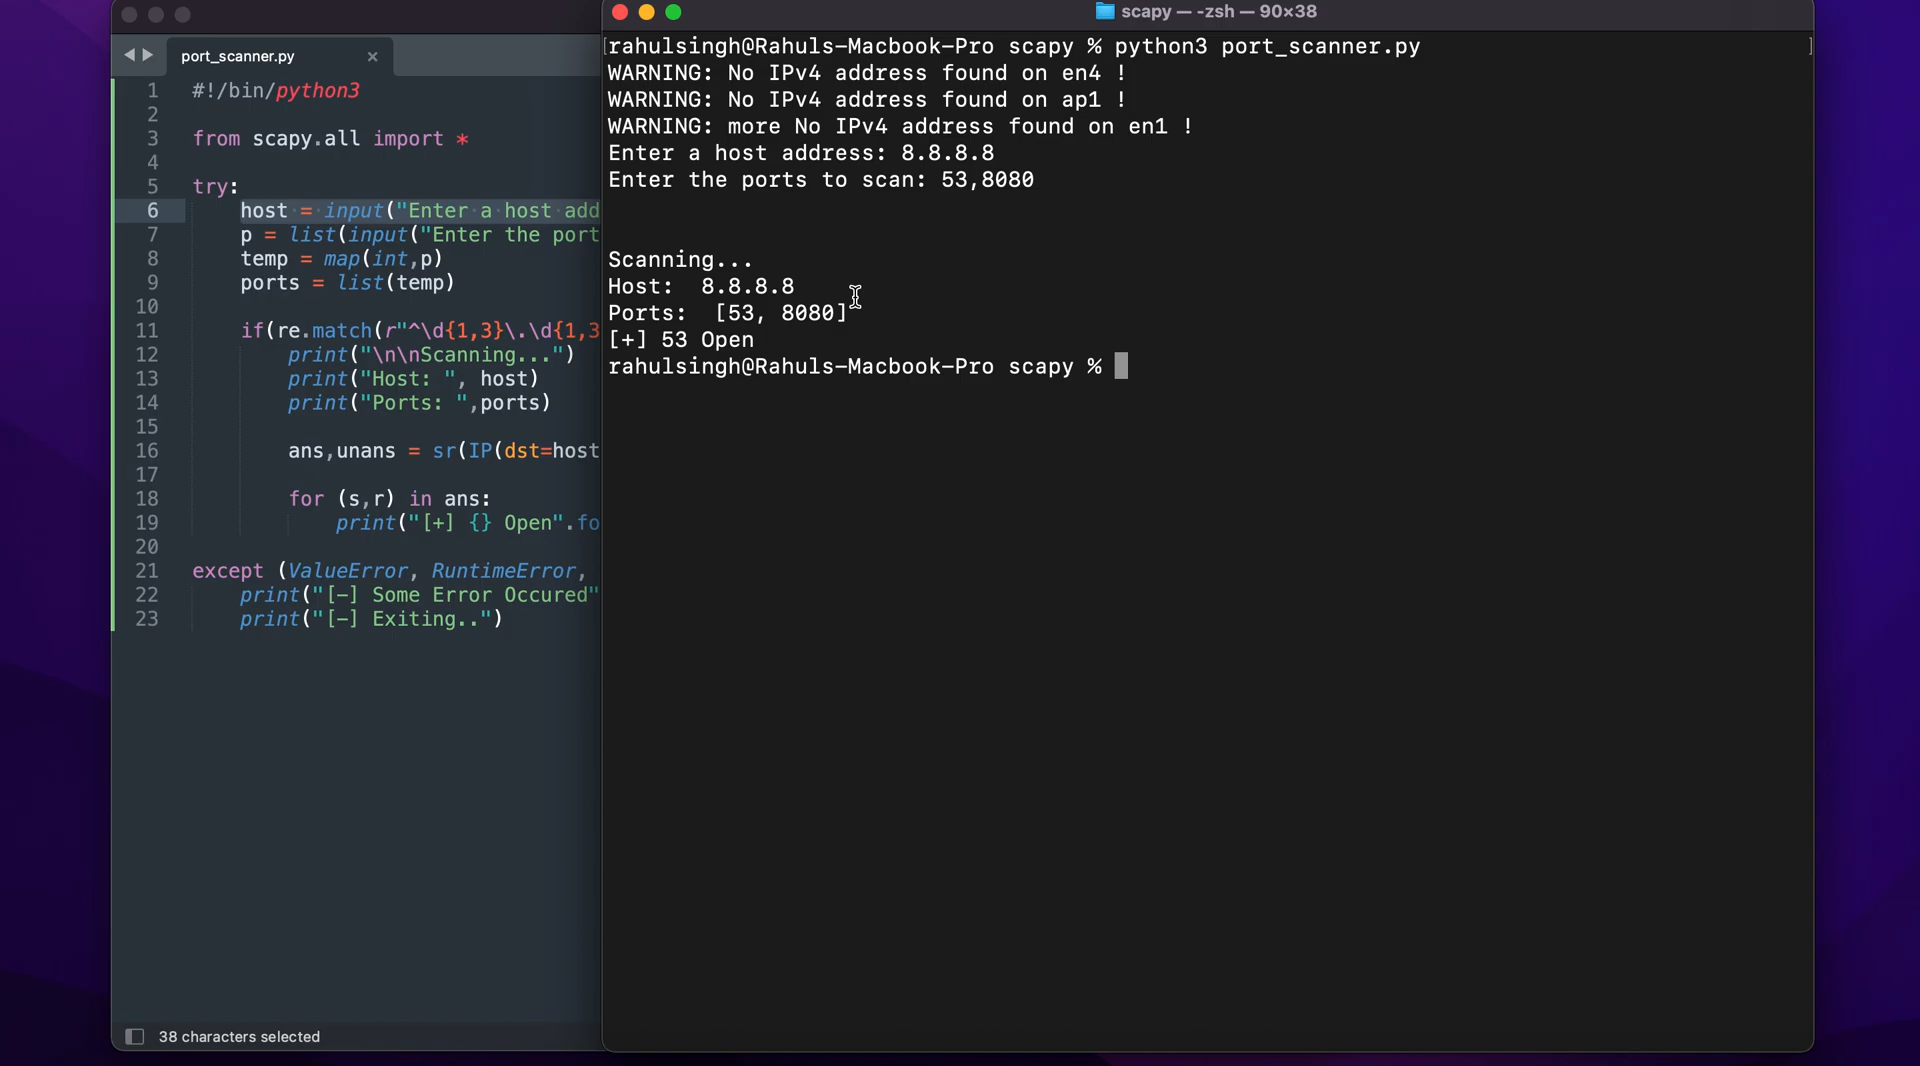 port_scanner.py
1 #!/bin/python3
2
3 from scapy.all import *
4
5 try:
6 host = input("Enter a host add
7 p = list(input("Enter the port
8 temp = map(int,p)
9 ports = list(temp)
10
11 if(re.match(r"^\d{1,3}\.\d{1,3
12 print("\n\nScanning...")
13 print("Host: ", host)
14 print("Ports: ",ports)
15
16 ans,unans = sr(IP(dst=host
17
18 for (s,r) in ans:
19 print("[+] {} Open".fo
20
21 except (ValueError, RuntimeError,
22 print("[-] Some Error Occured"
23 print("[-] Exiting..")
38 characters selected
scapy — -zsh — 90×38
[rahulsingh@Rahuls-Macbook-Pro scapy % python3 port_scanner.py ]
WARNING: No IPv4 address found on en4 !
WARNING: No IPv4 address found on ap1 !
WARNING: more No IPv4 address found on en1 !
Enter a host address: 8.8.8.8
Enter the ports to scan: 53,8080
Scanning...
Host:  8.8.8.8
Ports:  [53, 8080]
[+] 53 Open
rahulsingh@Rahuls-Macbook-Pro scapy %